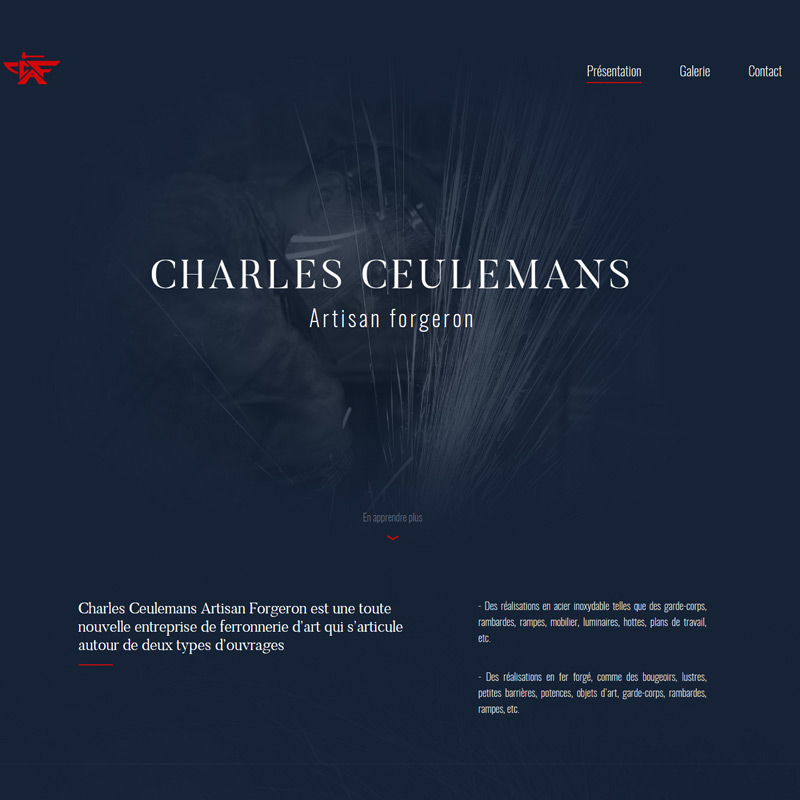 Présentation Galerie Contact
CHARLES CEULEMANS
Artisan forgeron
En apprendre plus
Charles Ceulemans Artisan Forgeron est une toute
nouvelle entreprise de ferronnerie d'art qui s'articule
autour de deux types d'ouvrages
- Des réalisations en acier inoxydable telles que des garde-corps,
rambardes, rampes, mobilier, luminaires, hottes, plans de travail,
etc.
- Des réalisations en fer forgé, comme des bougeoirs, lustres,
petites barrières, potences, objets d'art, garde-corps, rambardes,
rampes, etc.